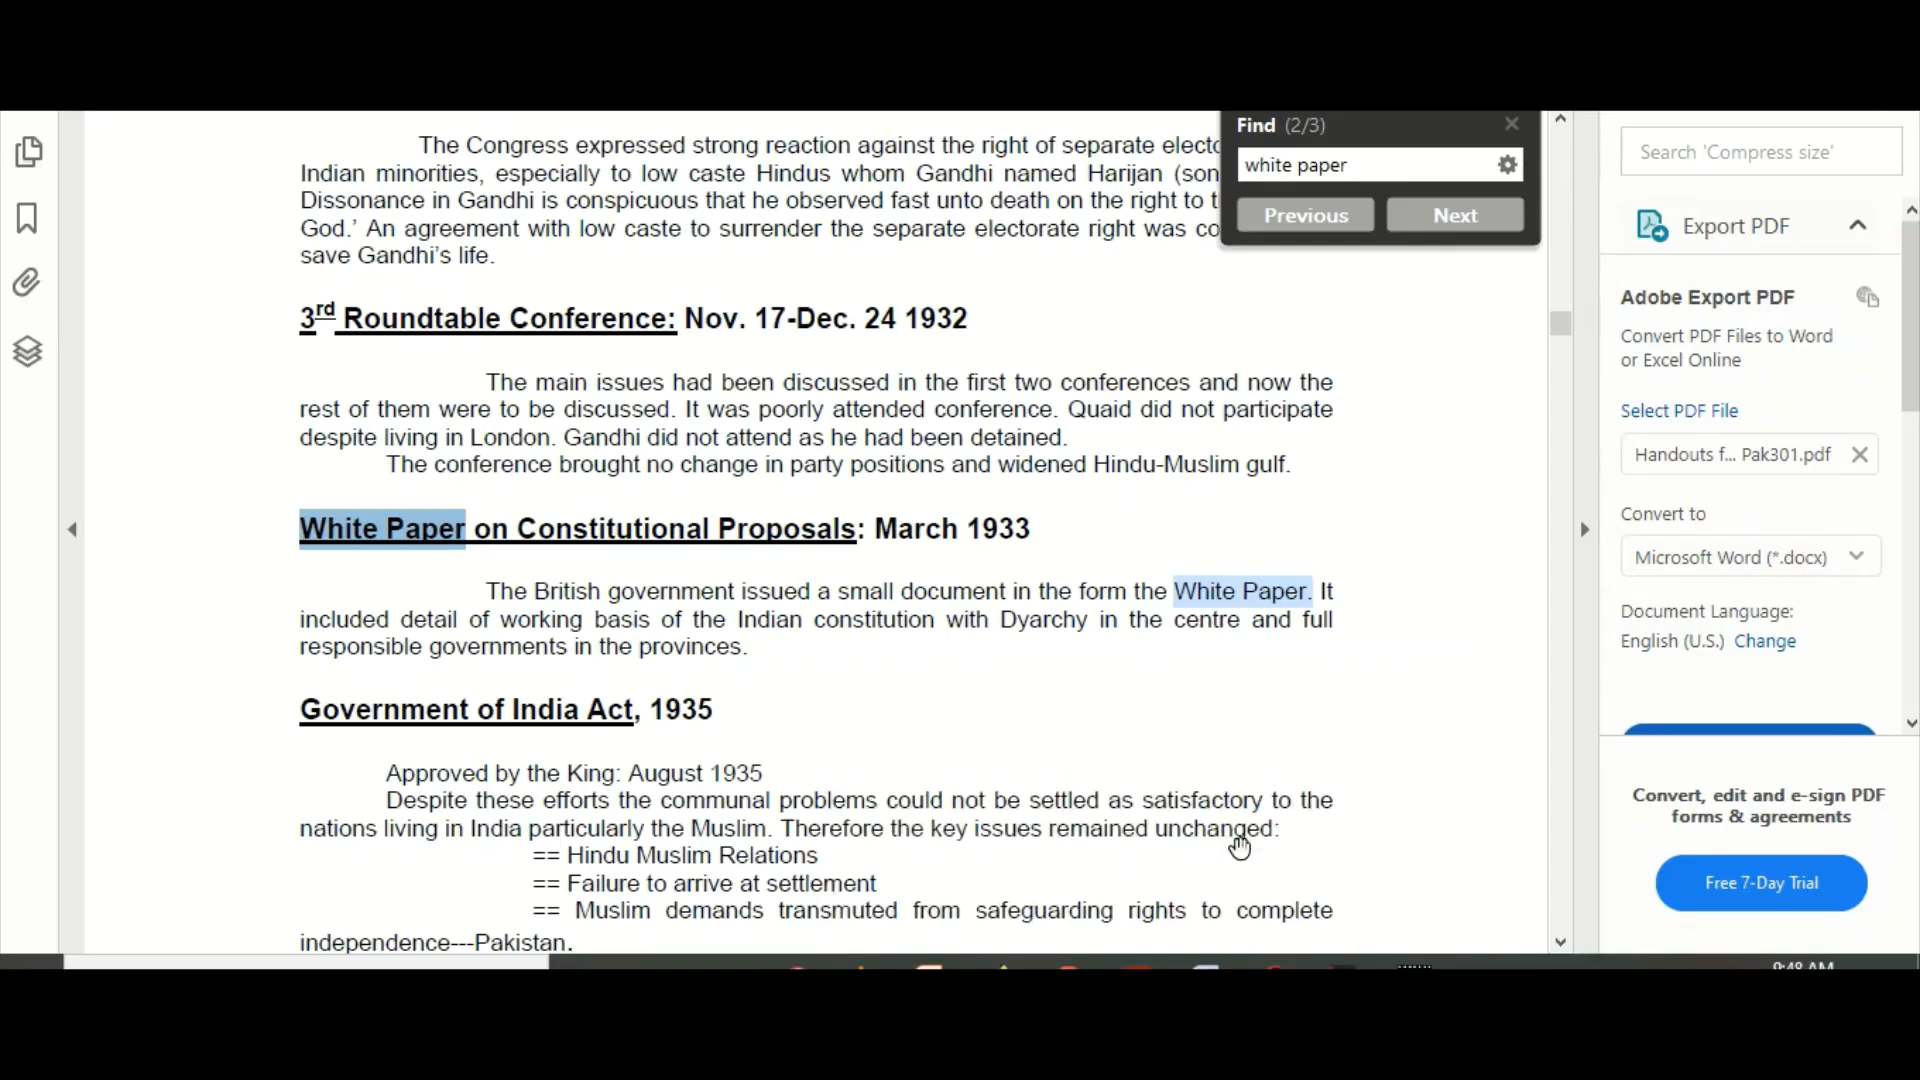 The Congress expressed strong reaction against the right of separate electo
Indian minorities, especially to low caste Hindus whom Gandhi named Harijan (son
Dissonance in Gandhi is conspicuous that he observed fast unto death on the right to t
God.’ An agreement with low caste to surrender the separate electorate right was co
save Gandhi’s life.
3rd Roundtable Conference: Nov. 17-Dec. 24 1932
The main issues had been discussed in the first two conferences and now the
rest of them were to be discussed. It was poorly attended conference. Quaid did not participate
despite living in London. Gandhi did not attend as he had been detained.
The conference brought no change in party positions and widened Hindu-Muslim gulf.
White Paper on Constitutional Proposals: March 1933
The British government issued a small document in the form the White Paper. It
included detail of working basis of the Indian constitution with Dyarchy in the centre and full
responsible governments in the provinces.
Government of India Act, 1935
Approved by the King: August 1935
Despite these efforts the communal problems could not be settled as satisfactory to the
nations living in India particularly the Muslim. Therefore the key issues remained unchanged:
== Hindu Muslim Relations
== Failure to arrive at settlement
== Muslim demands transmuted from safeguarding rights to complete
independence---Pakistan.
Find (2/3)
white paper
Previous Next
Search 'Compress size'
Export PDF
Adobe Export PDF
Convert PDF Files to Word
or Excel Online
Select PDF File
Handouts f... Pak301.pdf
Convert to
Microsoft Word (*.docx)
Document Language:
English (U.S.) Change
Convert, edit and e-sign PDF
forms & agreements
Free 7-Day Trial
9:48 AM